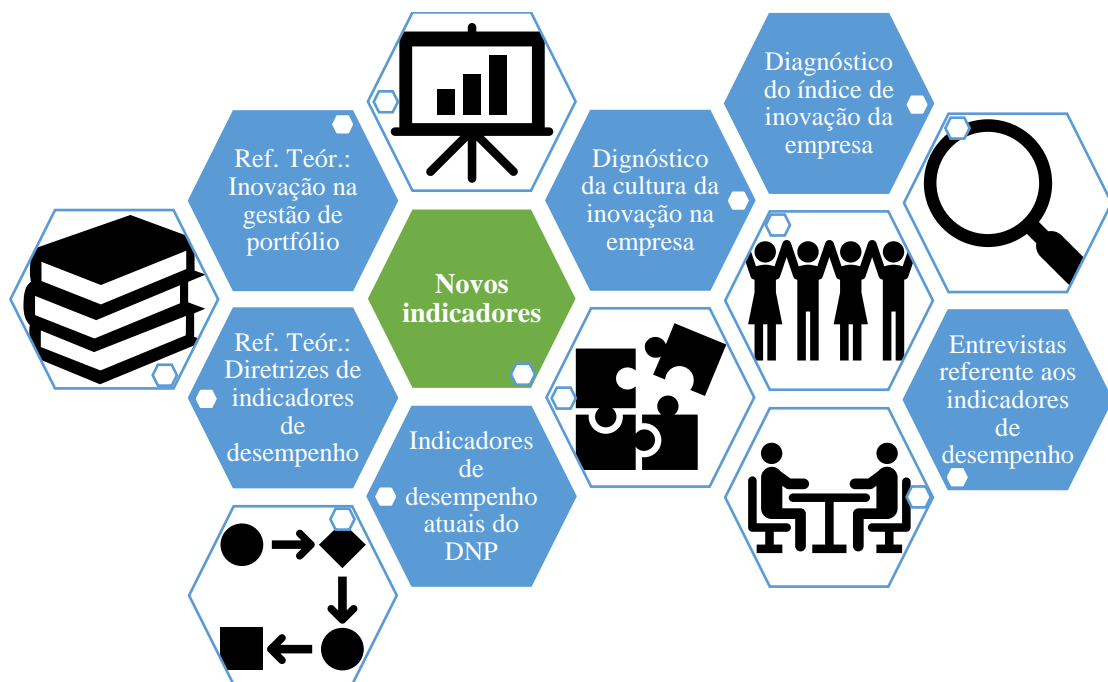 Ref. Teór.:
Inovação na
gestão de
portfólio
Ref. Teór.:
Diretrizes de
indicadores
de
desempenho
Novos
indicadores
Indicadores
de
desempenho
atuais do
DNP
Dignóstico
da cultura da
inovação na
empresa
Diagnóstico
do índice de
inovação da
empresa
Entrevistas
referente aos
indicadores
de
desempenho